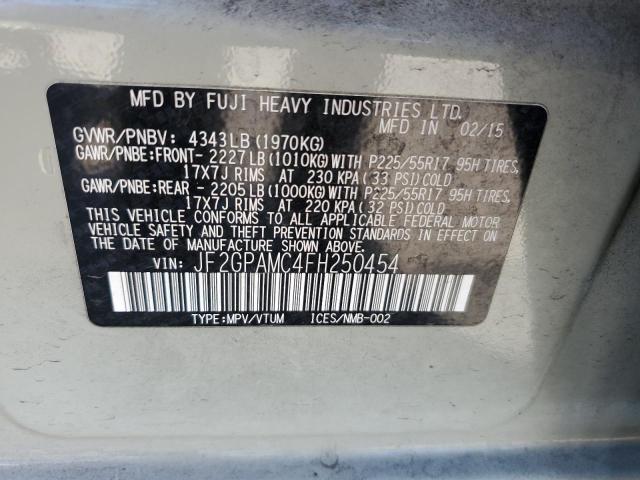 MFD BY FUJI HEAVY INDUSTRIES LTD.
MFD IN 02/15
GVWR/PNBV: 4343LB(1970KG)
GAWR/PNBE:FRONT- 2227LB(1010KG)WITH P225/55R17 95H TIRES,
17X7J RIMS AT 230 KPA(33 PSI)COLD
GAWR/PNBE:REAR - 2205LB(1000KG)WITH P225/55R17 95H TIRES,
17X7J RIMS AT 220 KPA(32 PSI)COLD
THIS VEHICLE CONFORMS TO ALL APPLICABLE FEDERAL MOTOR
VEHICLE SAFETY AND THEFT PREVENTION STANDARDS IN EFFECT
ON THE DATE OF MANUFACTURE SHOWN ABOVE.
VIN: JF2GPAMC4FH250454
TYPE:MPV/VTUM ICES/NMB-002